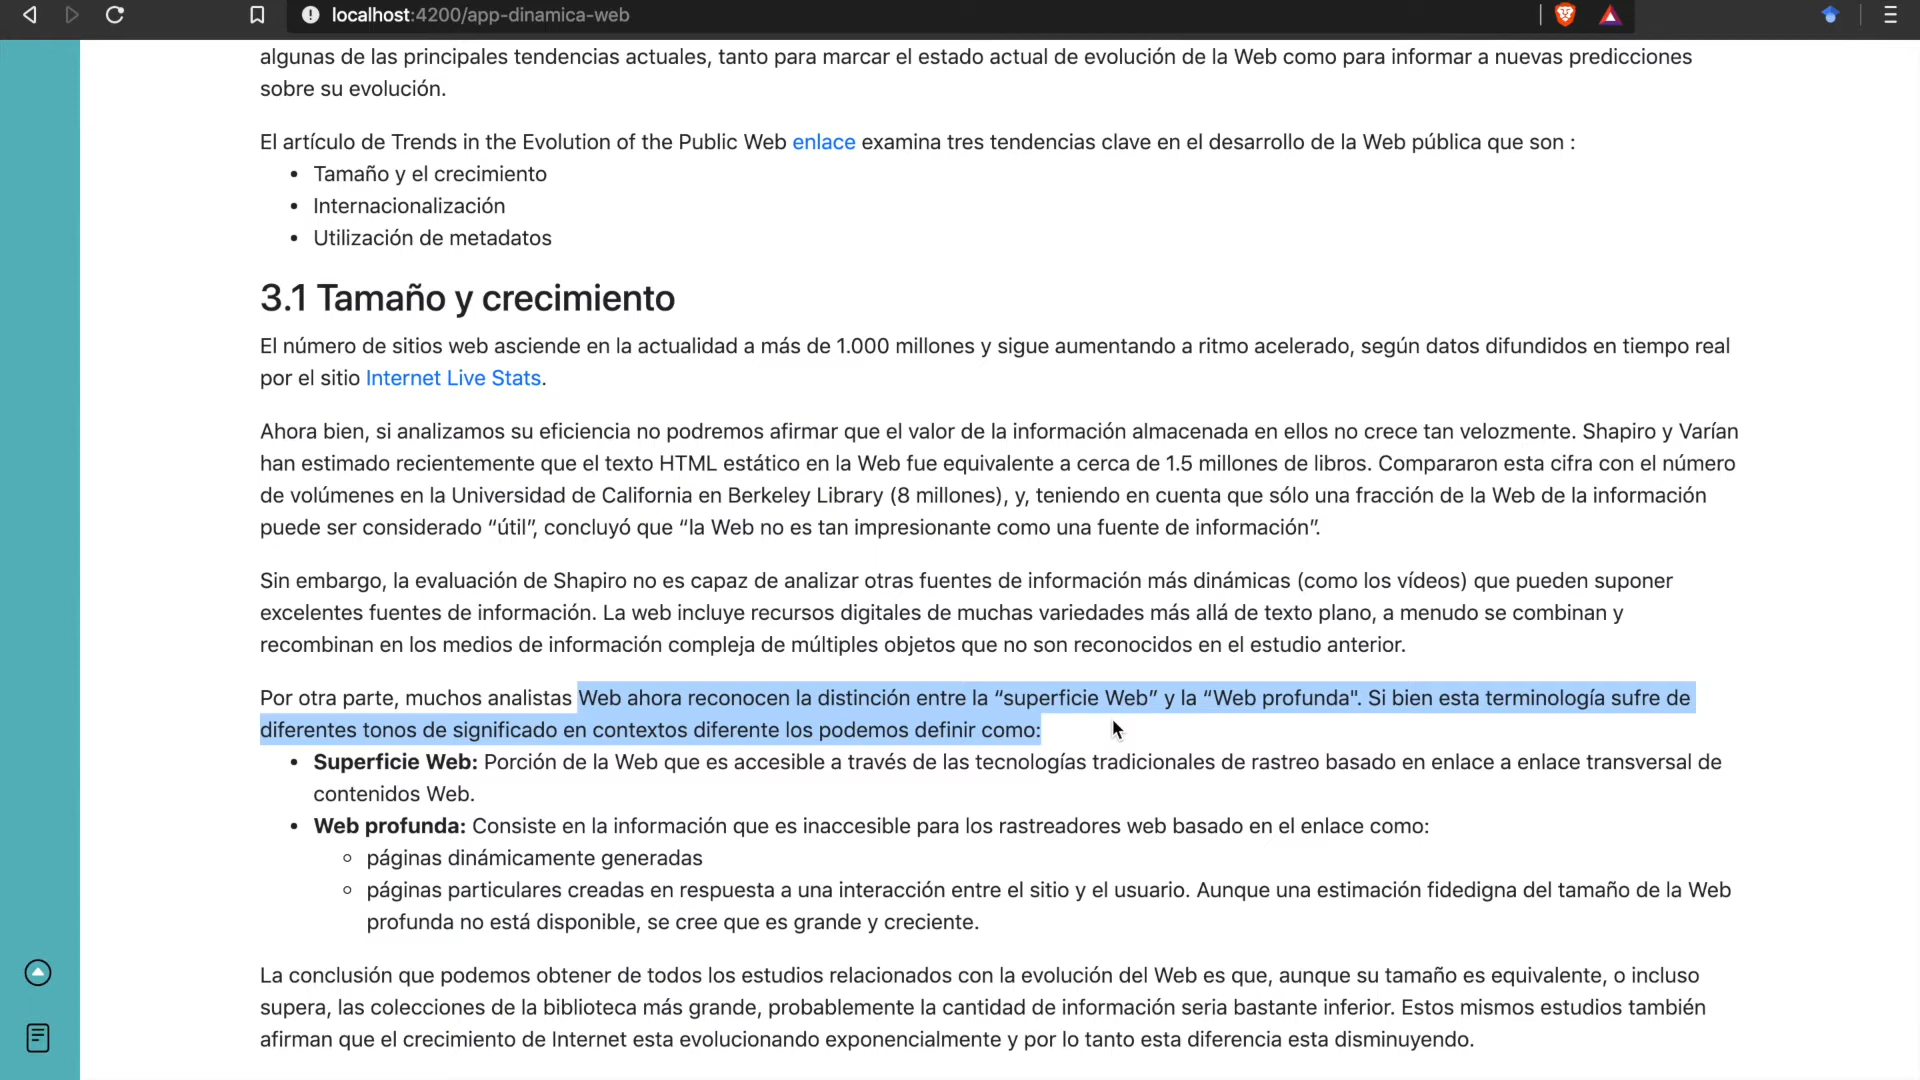 localhost:4200/app-dinamica-web
algunas de las principales tendencias actuales, tanto para marcar el estado actual de evolución de la Web como para informar a nuevas predicciones
sobre su evolución.
El artículo de Trends in the Evolution of the Public Web enlace examina tres tendencias clave en el desarrollo de la Web pública que son :
• Tamaño y el crecimiento
• Internacionalización
• Utilización de metadatos
3.1 Tamaño y crecimiento
El número de sitios web asciende en la actualidad a más de 1.000 millones y sigue aumentando a ritmo acelerado, según datos difundidos en tiempo real
por el sitio Internet Live Stats.
Ahora bien, si analizamos su eficiencia no podremos afirmar que el valor de la información almacenada en ellos no crece tan velozmente. Shapiro y Varían
han estimado recientemente que el texto HTML estático en la Web fue equivalente a cerca de 1.5 millones de libros. Compararon esta cifra con el número
de volúmenes en la Universidad de California en Berkeley Library (8 millones), y, teniendo en cuenta que sólo una fracción de la Web de la información
puede ser considerado “útil”, concluyó que “la Web no es tan impresionante como una fuente de información”.
Sin embargo, la evaluación de Shapiro no es capaz de analizar otras fuentes de información más dinámicas (como los vídeos) que pueden suponer
excelentes fuentes de información. La web incluye recursos digitales de muchas variedades más allá de texto plano, a menudo se combinan y
recombinan en los medios de información compleja de múltiples objetos que no son reconocidos en el estudio anterior.
Por otra parte, muchos analistas Web ahora reconocen la distinción entre la “superficie Web” y la “Web profunda". Si bien esta terminología sufre de
diferentes tonos de significado en contextos diferente los podemos definir como:
• Superficie Web: Porción de la Web que es accesible a través de las tecnologías tradicionales de rastreo basado en enlace a enlace transversal de
contenidos Web.
• Web profunda: Consiste en la información que es inaccesible para los rastreadores web basado en el enlace como:
◦ páginas dinámicamente generadas
◦ páginas particulares creadas en respuesta a una interacción entre el sitio y el usuario. Aunque una estimación fidedigna del tamaño de la Web
profunda no está disponible, se cree que es grande y creciente.
La conclusión que podemos obtener de todos los estudios relacionados con la evolución del Web es que, aunque su tamaño es equivalente, o incluso
supera, las colecciones de la biblioteca más grande, probablemente la cantidad de información seria bastante inferior. Estos mismos estudios también
afirman que el crecimiento de Internet esta evolucionando exponencialmente y por lo tanto esta diferencia esta disminuyendo.